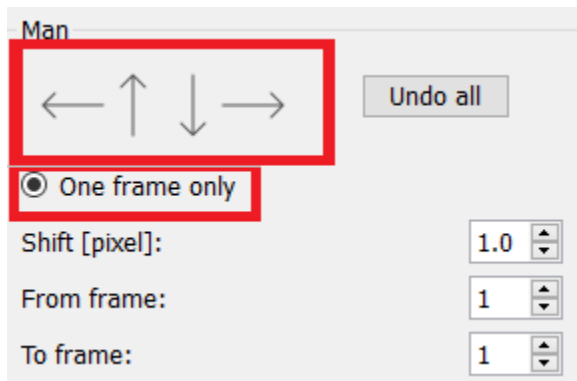 Man
Undo all
One frame only
Shift [pixel]: 1.0
From frame: 1
To frame: 1